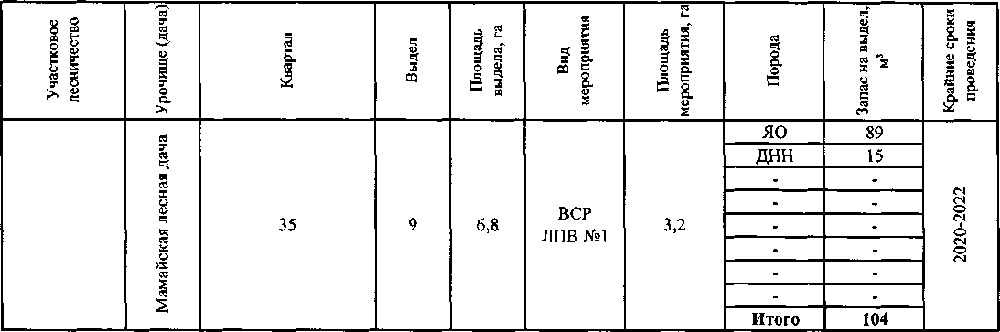 Участковое
лесничество
Урочище (дача)
Квартал
Выдел
Площадь
выдела, га
Вид
мероприятия
Площадь
мероприятия, га
Порода
Запас на выдел,
м³
Крайние сроки
проведения
Мамайская лесная дача
35
9
6,8
ВСР
ЛПВ №1
3,2
ЯО 89
ДНН 15
- -
- -
- -
- -
- -
- -
Итого 104
2020-2022